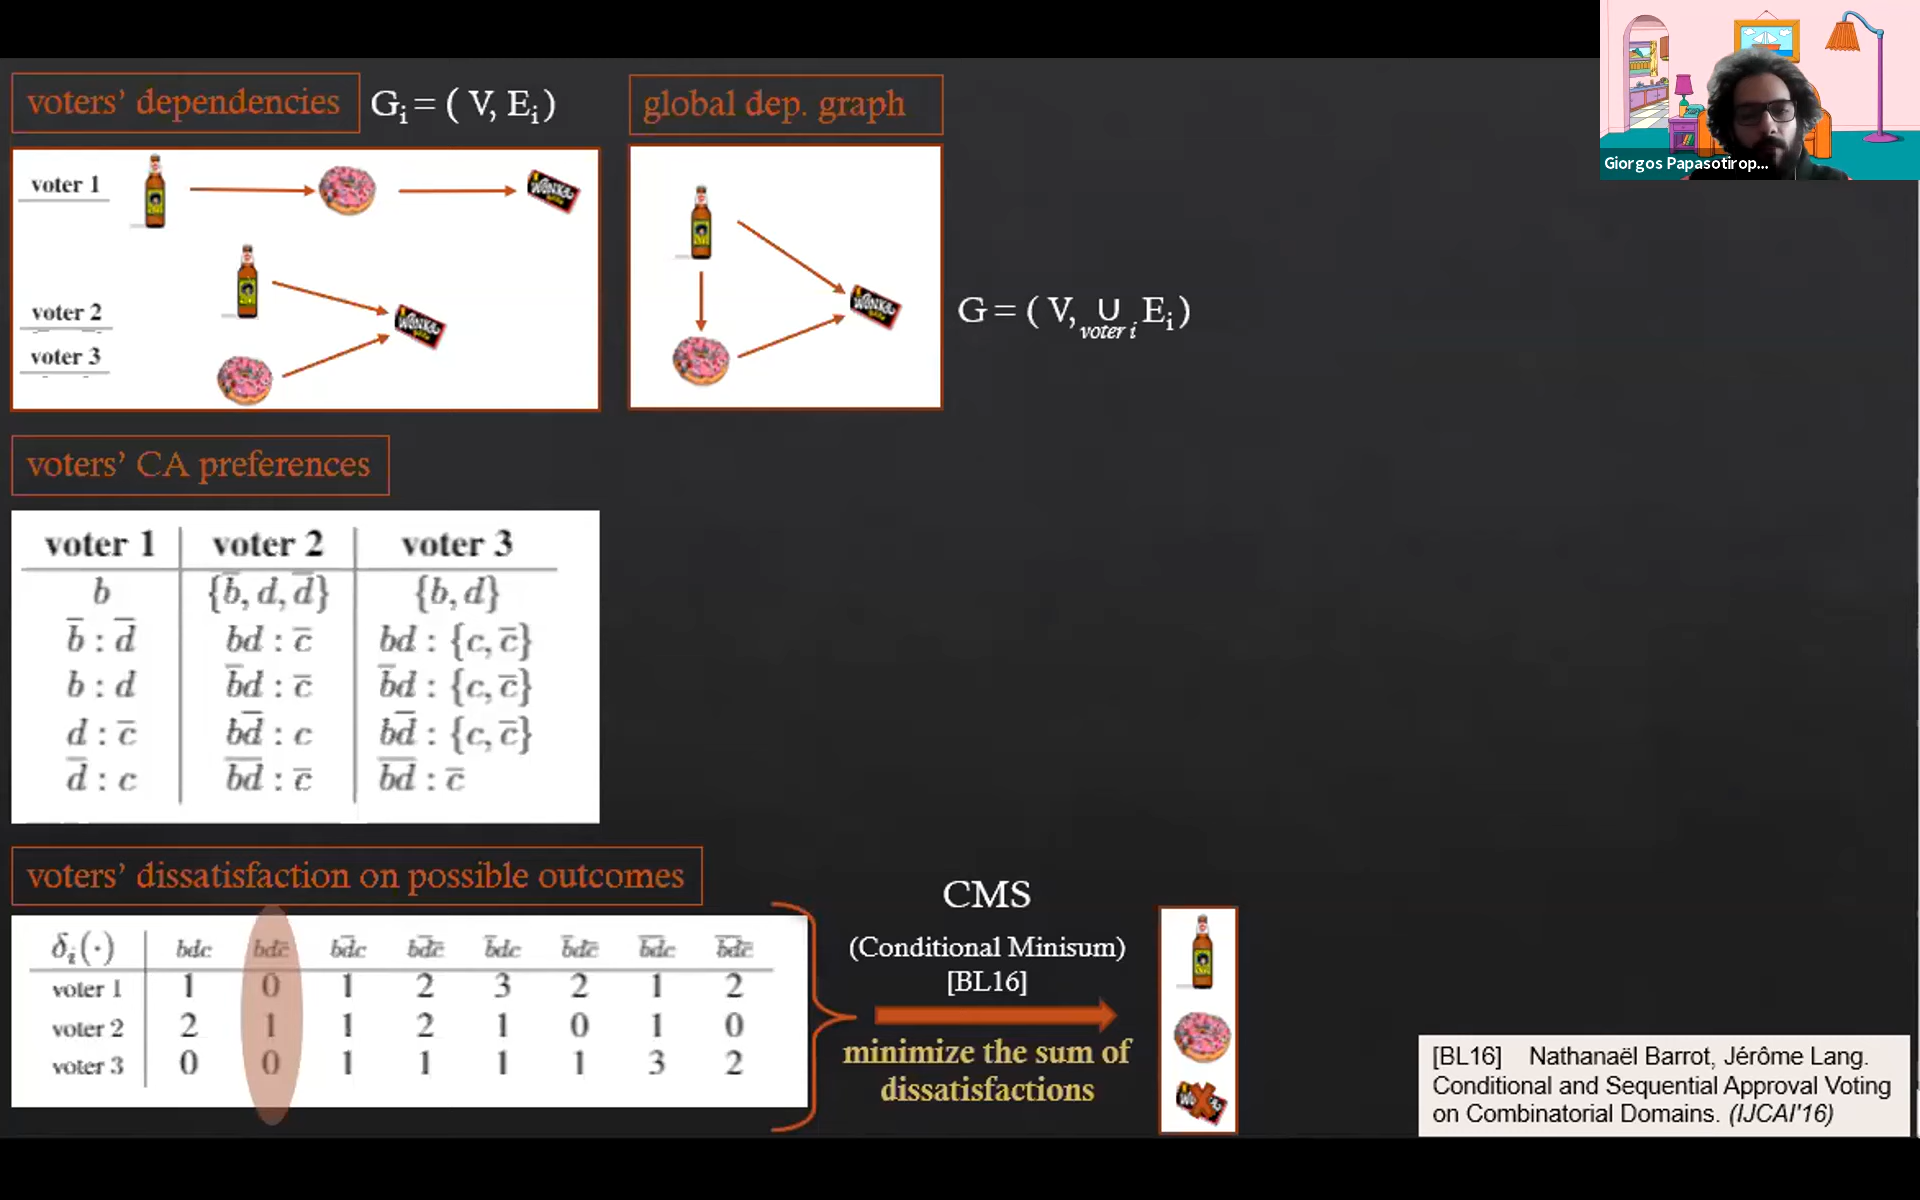 voters' dependencies
G_i = ( V, E_i )
global dep. graph
Giorgos Papasotirop...
voter 1
voter 2
voter 3
G = ( V, ∪ E_i )
voter i
voters' CA preferences
voter 1 voter 2 voter 3
b {b̅, d, d̅} {b, d}
b̅ : d̅ bd : c̅ bd : {c, c̅}
b : d b̅d : c̅ b̅d : {c, c̅}
d : c̅ bd̅ : c bd̅ : {c, c̅}
d̅ : c b̅d̅ : c̅ b̅d̅ : c̅
voters' dissatisfaction on possible outcomes
δ_i(·) bdc bdc̅ bd̅c bd̅c̅ b̅dc b̅dc̅ b̅d̅c b̅d̅c̅
voter 1 1 0 1 2 3 2 1 2
voter 2 2 1 1 2 1 0 1 0
voter 3 0 0 1 1 1 1 3 2
CMS
(Conditional Minisum)
[BL16]
minimize the sum of
dissatisfactions
[BL16] Nathanaël Barrot, Jérôme Lang.
Conditional and Sequential Approval Voting
on Combinatorial Domains. (IJCAI'16)